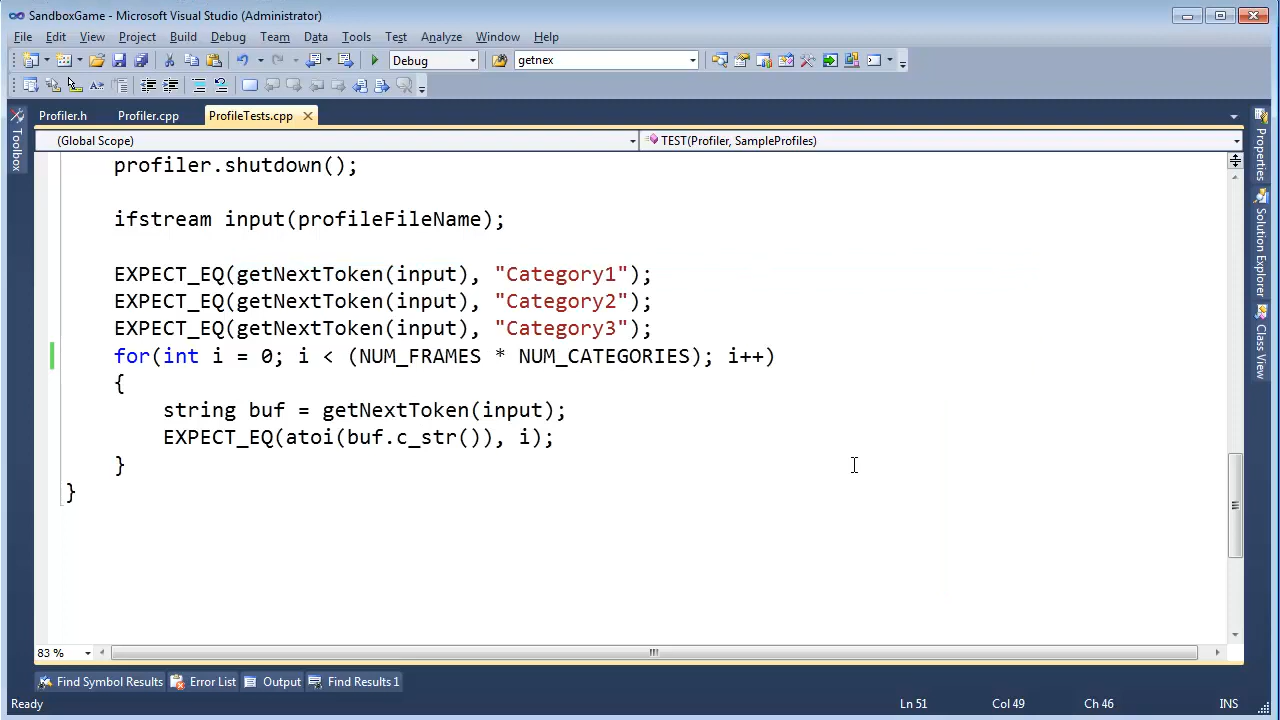 SandboxGame - Microsoft Visual Studio (Administrator)
File Edit View Project Build Debug Team Data Tools Test Analyze Window Help
Debug getnex
Profiler.h Profiler.cpp ProfileTests.cpp
(Global Scope) TEST(Profiler, SampleProfiles)
Toolbox
Properties
Solution Explorer
Class View
profiler.shutdown();
ifstream input(profileFileName);
EXPECT_EQ(getNextToken(input), "Category1");
EXPECT_EQ(getNextToken(input), "Category2");
EXPECT_EQ(getNextToken(input), "Category3");
for(int i = 0; i < (NUM_FRAMES * NUM_CATEGORIES); i++)
{
string buf = getNextToken(input);
EXPECT_EQ(atoi(buf.c_str()), i);
}
}
83 %
Find Symbol Results Error List Output Find Results 1
Ready Ln 51 Col 49 Ch 46 INS